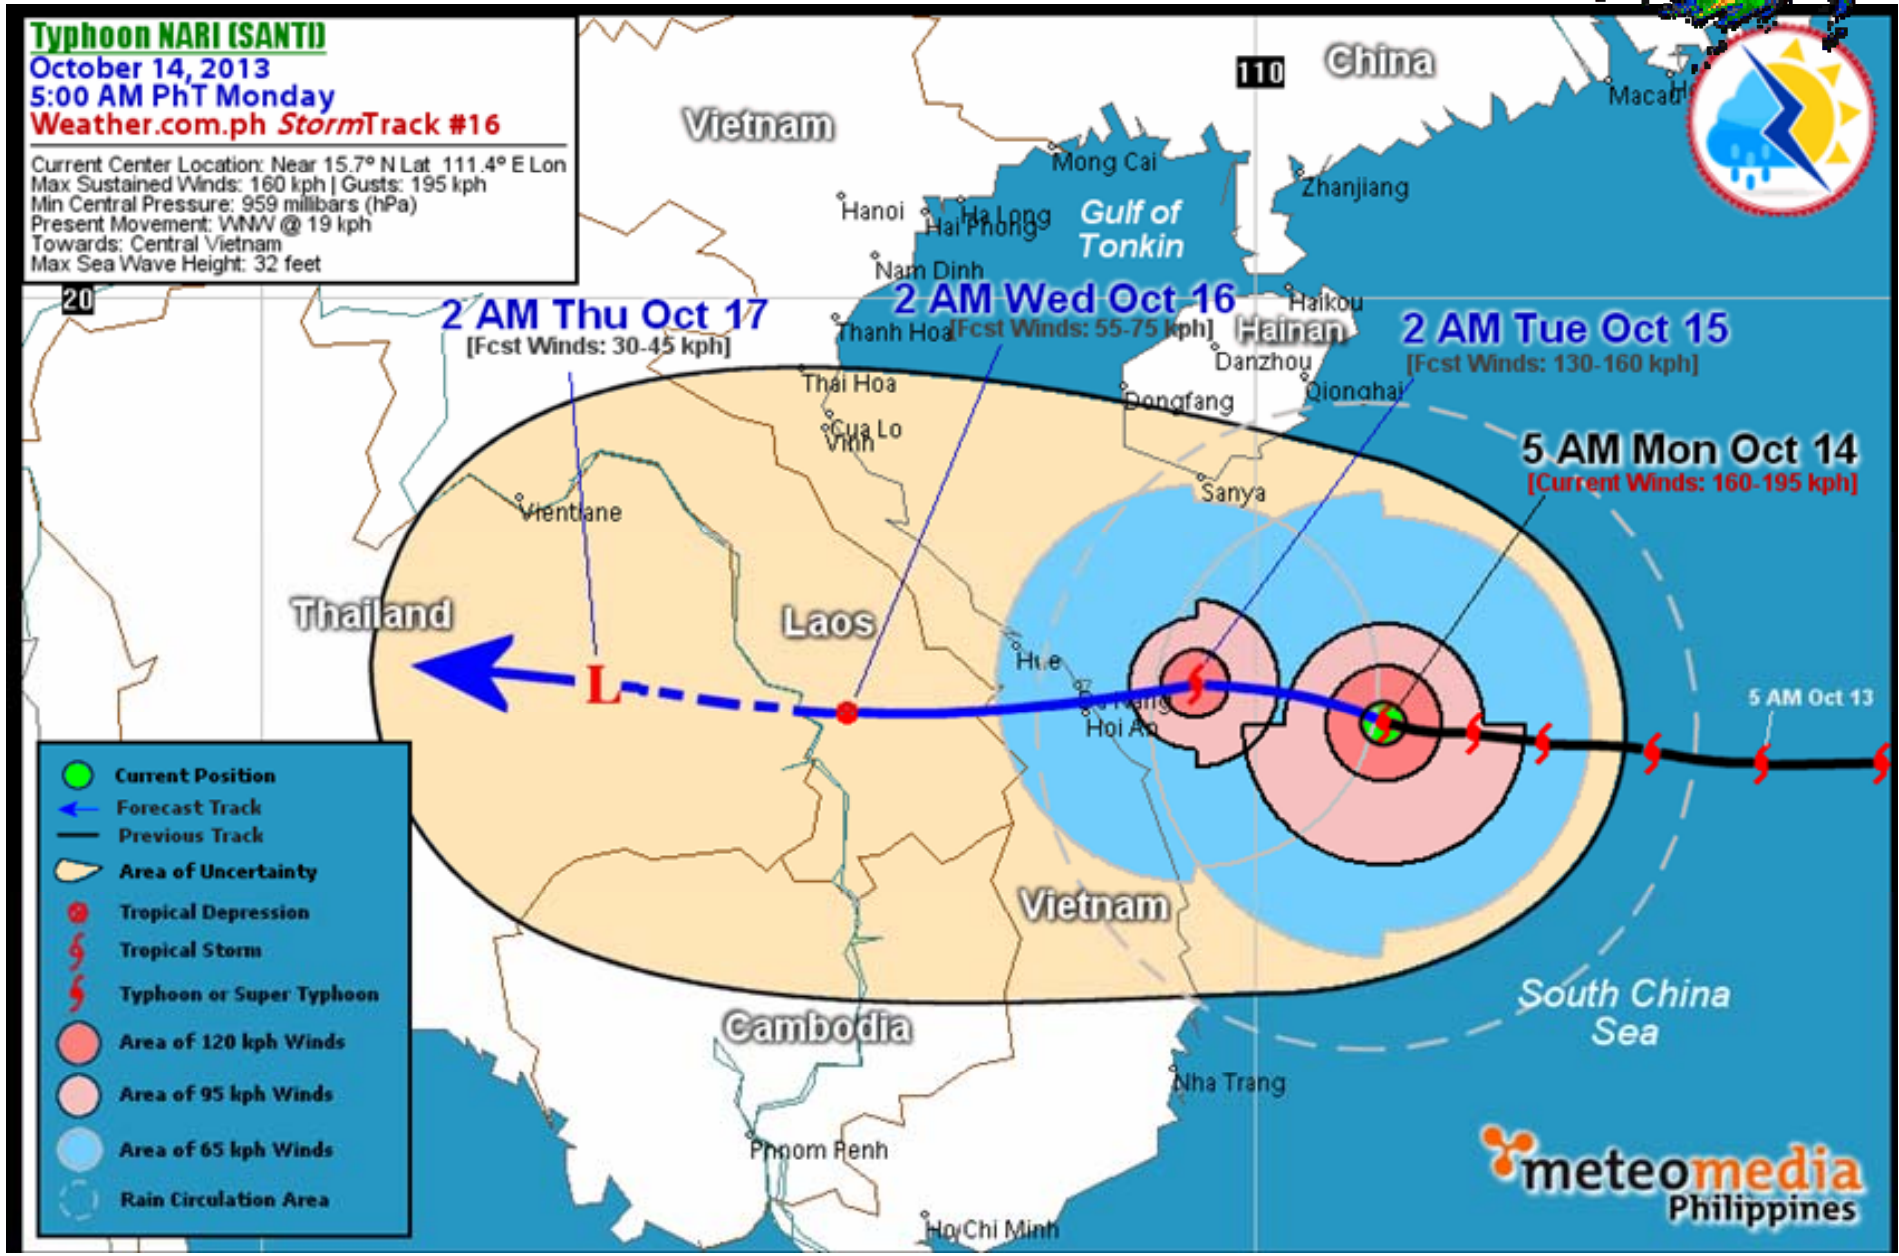 Typhoon NARI (SANTI)
October 14, 2013
5:00 AM PhT Monday
Weather.com.ph StormTrack #16
Current Center Location: Near 15.7º N Lat 111.4º E Lon
Max Sustained Winds: 160 kph | Gusts: 195 kph
Min Central Pressure: 959 millibars (hPa)
Present Movement: WNW @ 19 kph
Towards: Central Vietnam
Max Sea Wave Height: 32 feet
110
China
Macau
Vietnam
Mong Cai
Zhanjiang
Hanoi
Ha Long
Hai Phong
Gulf of
Tonkin
Nam Dinh
20
2 AM Thu Oct 17
[Fcst Winds: 30-45 kph]
2 AM Wed Oct 16
[Fcst Winds: 55-75 kph]
Thanh Hoa
Haikou
Hainan
2 AM Tue Oct 15
[Fcst Winds: 130-160 kph]
Danzhou
Thai Hoa
Dongfang
Qionghai
Cua Lo
Vinh
5 AM Mon Oct 14
[Current Winds: 160-195 kph]
Sanya
Vientiane
Thailand
Laos
Hue
L
5 AM Oct 13
Da Nang
Hoi An
Current Position
Forecast Track
Previous Track
Area of Uncertainty
Tropical Depression
Tropical Storm
Typhoon or Super Typhoon
Area of 120 kph Winds
Area of 95 kph Winds
Area of 65 kph Winds
Rain Circulation Area
Vietnam
South China
Sea
Cambodia
Nha Trang
Phnom Penh
Ho Chi Minh
meteomedia
Philippines